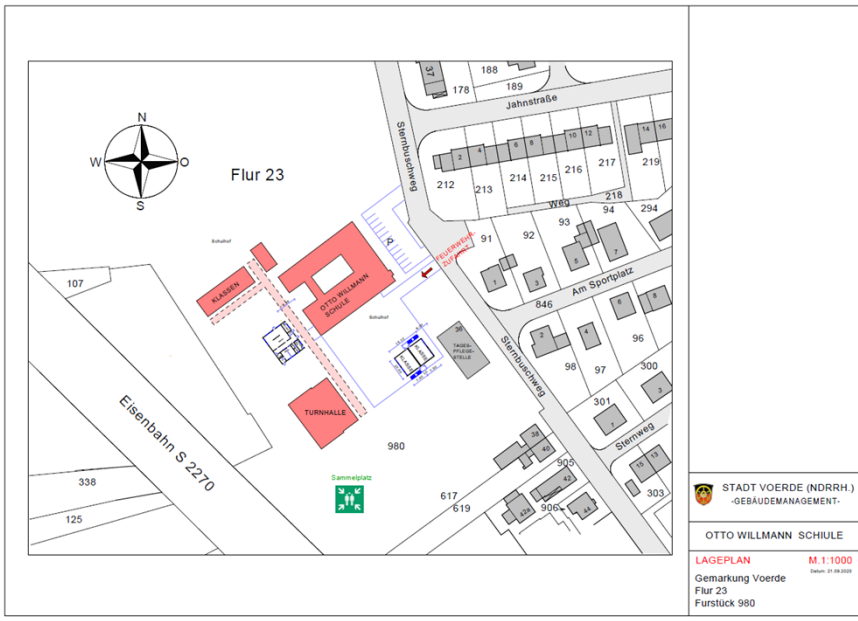 37
188
178
189
Jahnstraße
N
W
O
S
Flur 23
Sternbuschweg
2
4
6
8
10
12
14
16
212
213
214
215
216
217
219
218
Weg
94
294
93
92
91
Schulhof
FEUERWEHR-
ZUFAHRT
5
7
1
3
107
KLASSEN
OTTO WILLMANN
SCHULE
Am Sportplatz
846
6
8
Schulhof
36
TAGES-
PFLEGE-
STELLE
KLASSE
KLASSE
Sternbuschweg
2
4
96
98
97
300
301
3
1
TURNHALLE
Eisenbahn S 2270
980
Sternweg
38
40
905
15
13
303
Sammelplatz
338
125
617
619
42
42a
906
44
STADT VOERDE (NDRRH.)
-GEBÄUDEMANAGEMENT-
OTTO WILLMANN SCHIULE
LAGEPLAN
M.1:1000
Gemarkung Voerde
Flur 23
Furstück 980